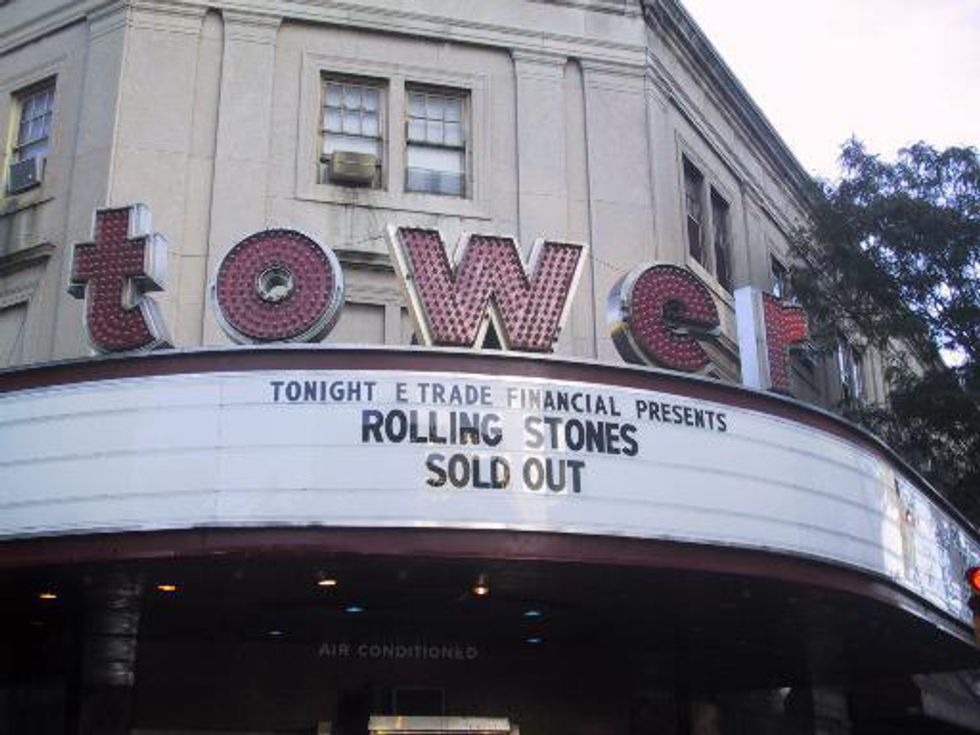 tower
TONIGHT E TRADE FINANCIAL PRESENTS
ROLLING STONES
SOLD OUT
AIR CONDITIONED